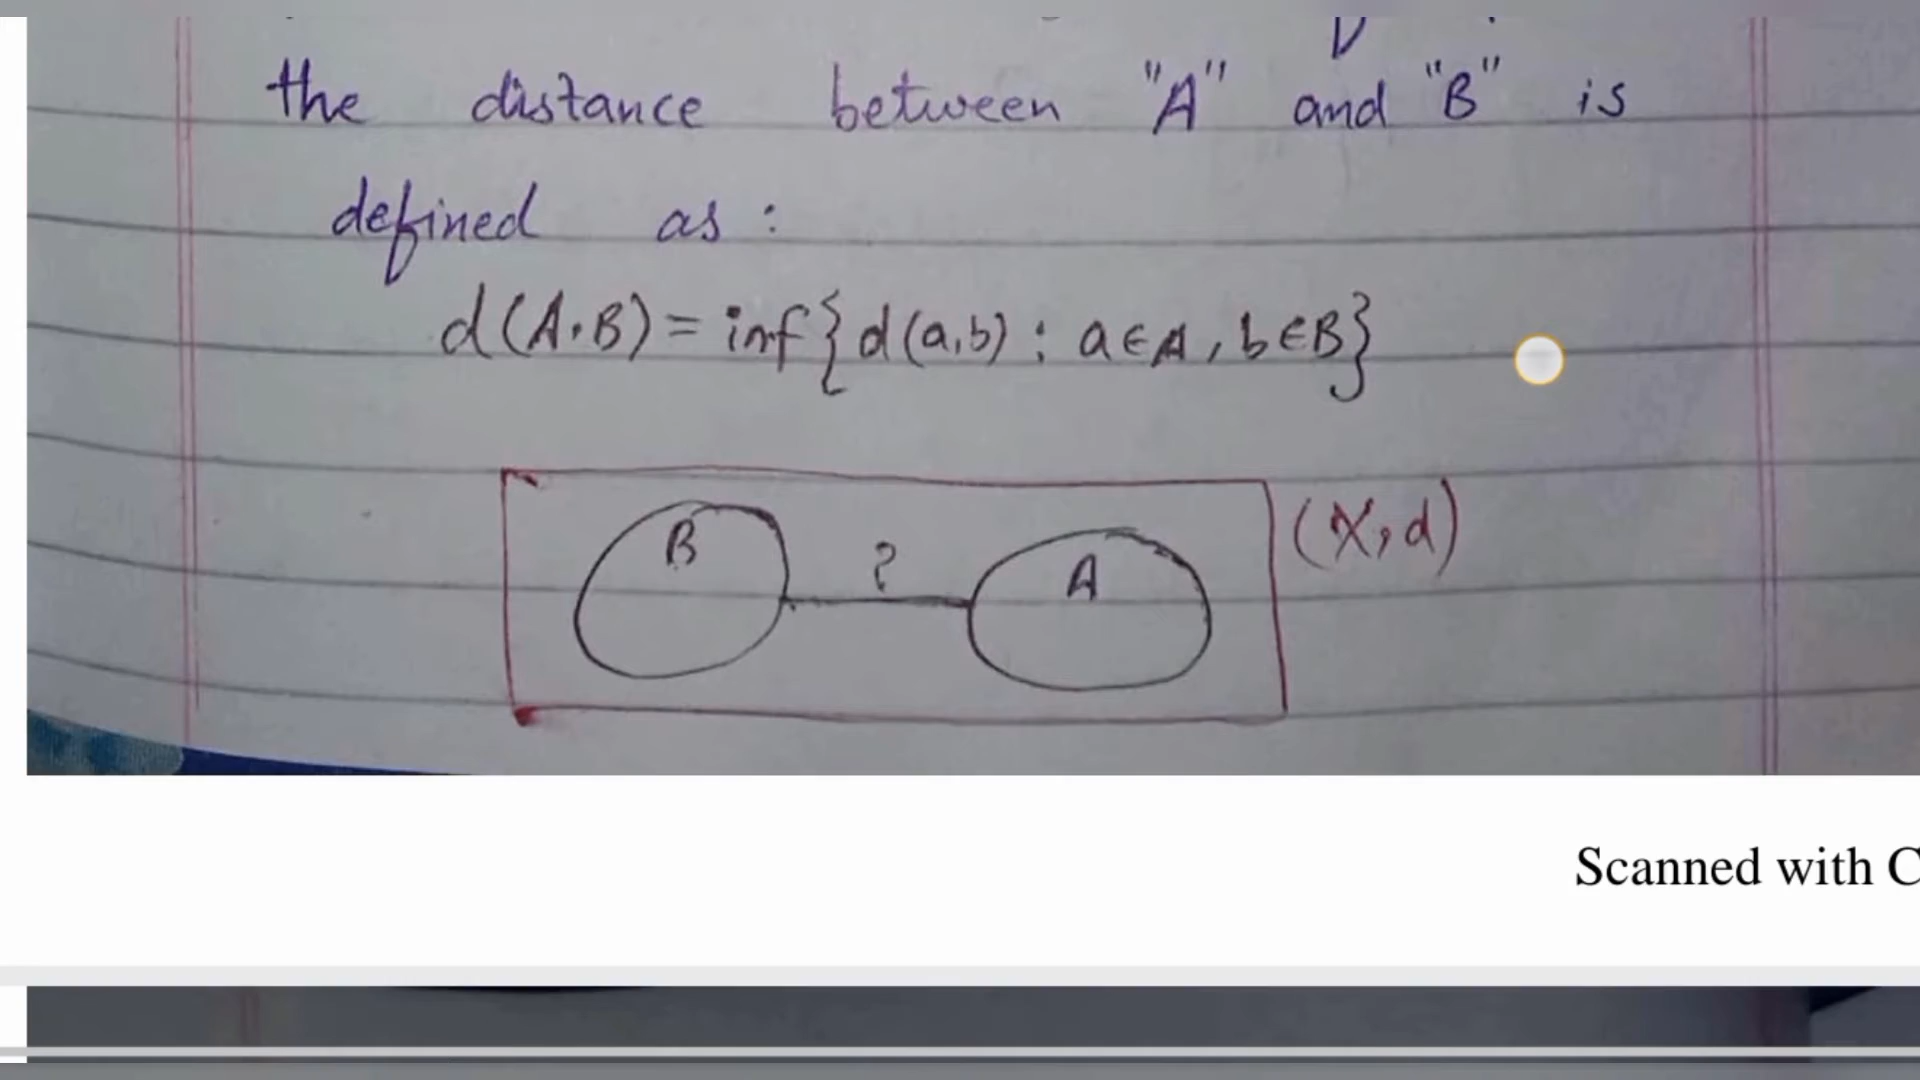 the distance between "A" and "B" is
defined as :
d(A,B) = inf{d(a,b) : a∈A, b∈B}
B ? A (X,d)
Scanned with C